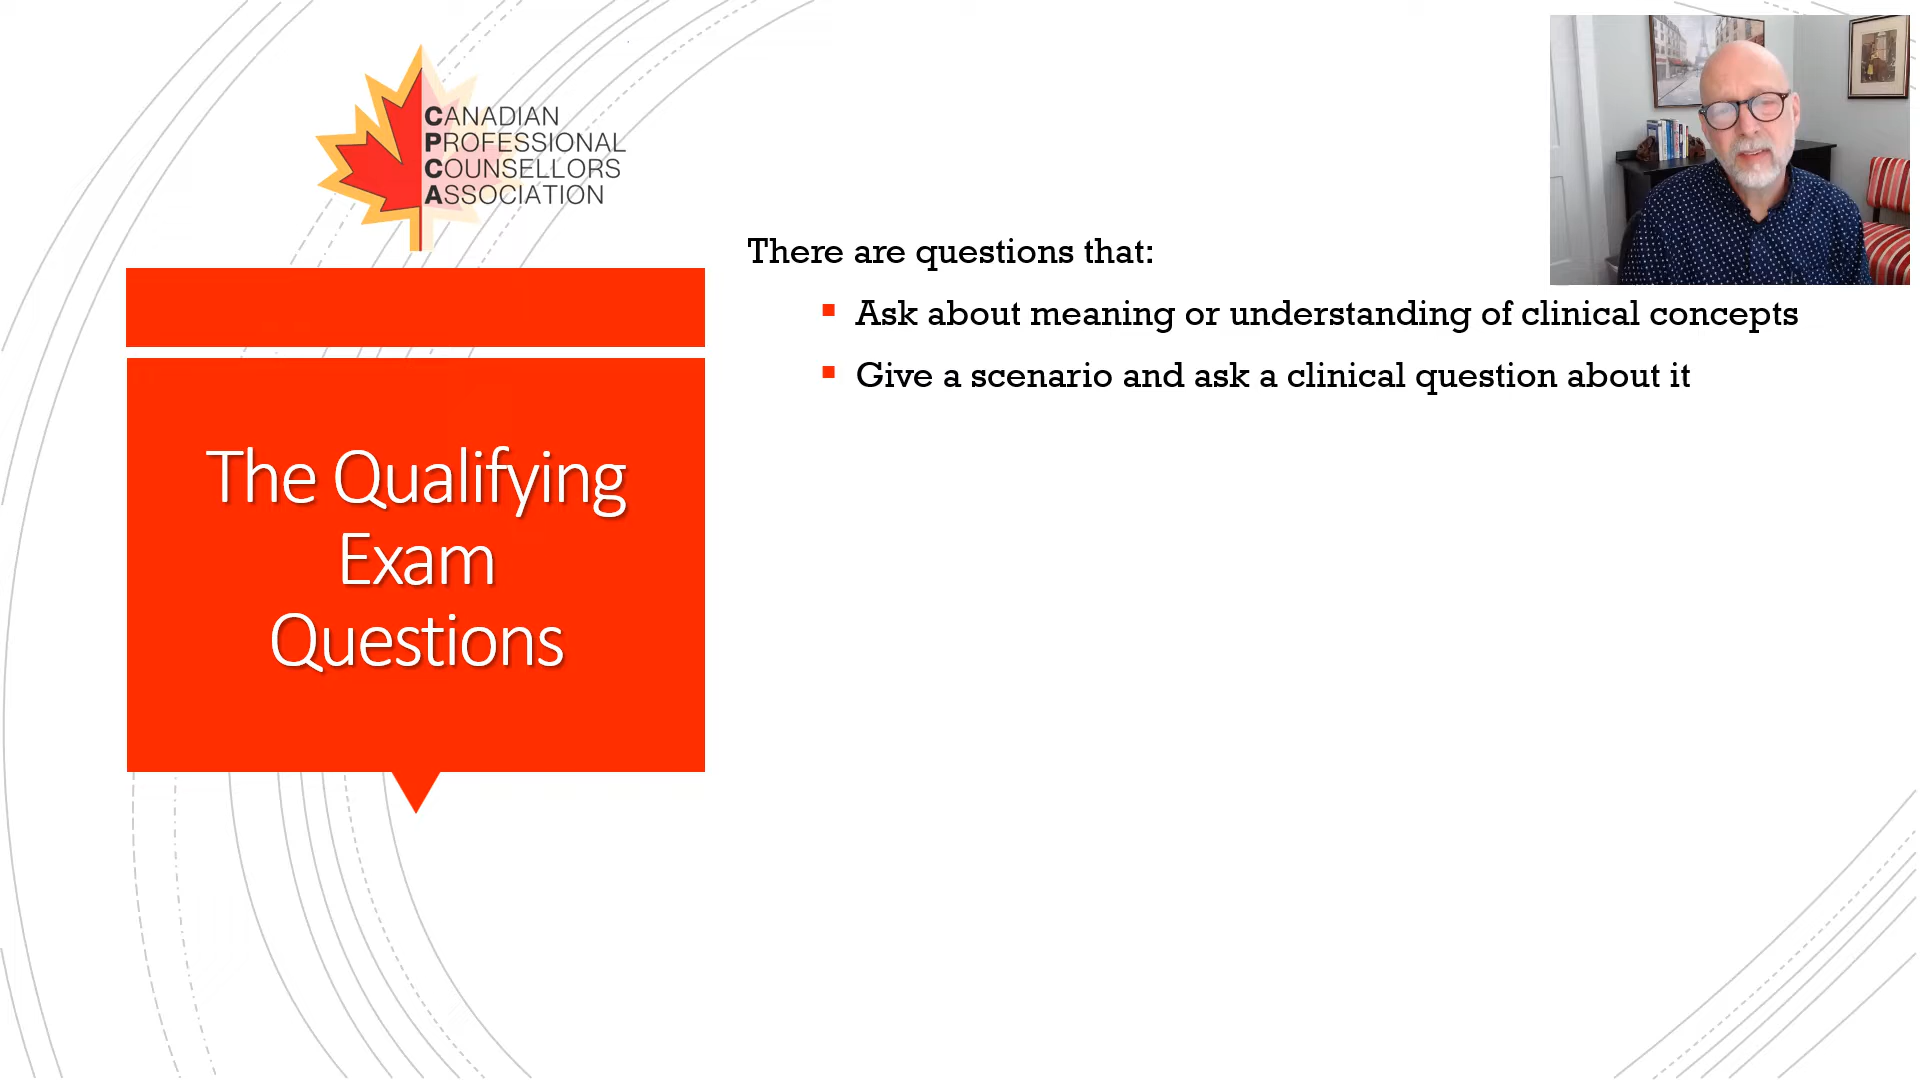 CANADIAN
PROFESSIONAL
COUNSELLORS
ASSOCIATION
The Qualifying
Exam
Questions
There are questions that:
Ask about meaning or understanding of clinical concepts
Give a scenario and ask a clinical question about it